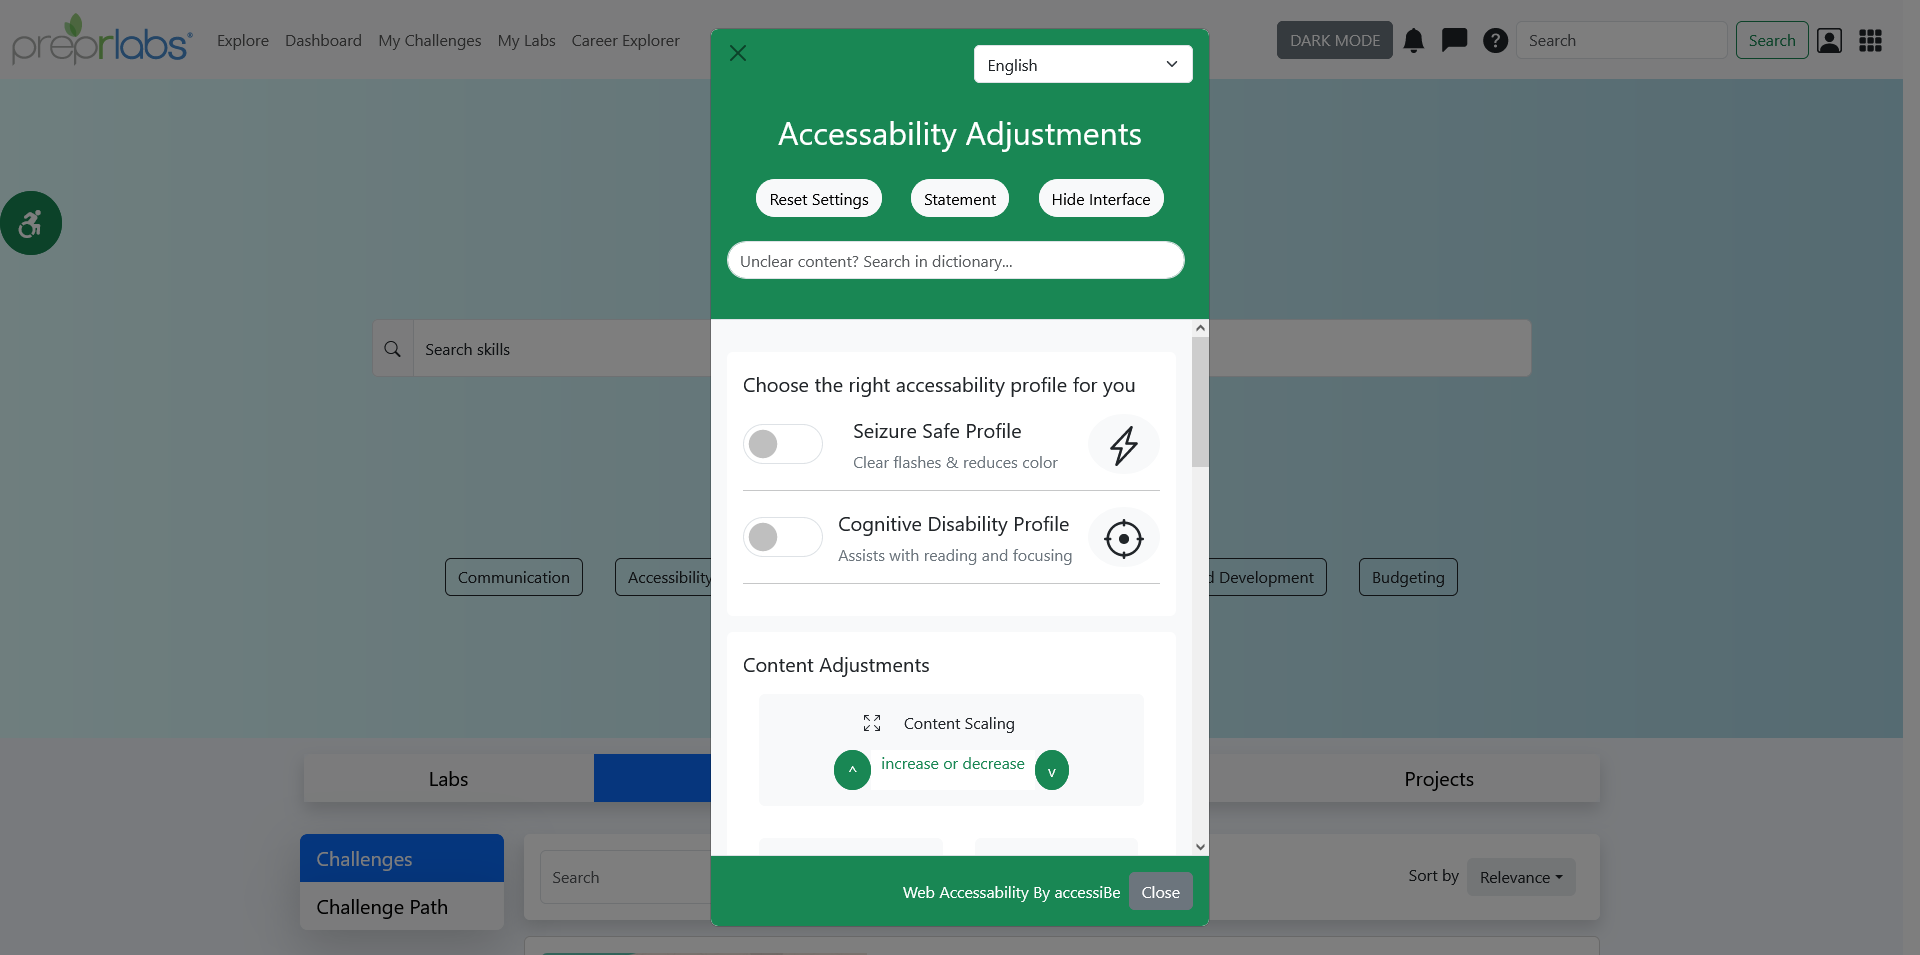 preprlabs®
Explore
Dashboard
My Challenges
My Labs
Career Explorer
DARK MODE
Search
Search
English
Accessability Adjustments
Reset Settings
Statement
Hide Interface
Unclear content? Search in dictionary...
Search skills
Choose the right accessability profile for you
Seizure Safe Profile
Clear flashes & reduces color
Cognitive Disability Profile
Assists with reading and focusing
Communication
Accessibility
d Development
Budgeting
Content Adjustments
Content Scaling
^ increase or decrease v
Labs
Projects
Challenges
Challenge Path
Search
Sort by
Relevance
Web Accessability By accessiBe
Close